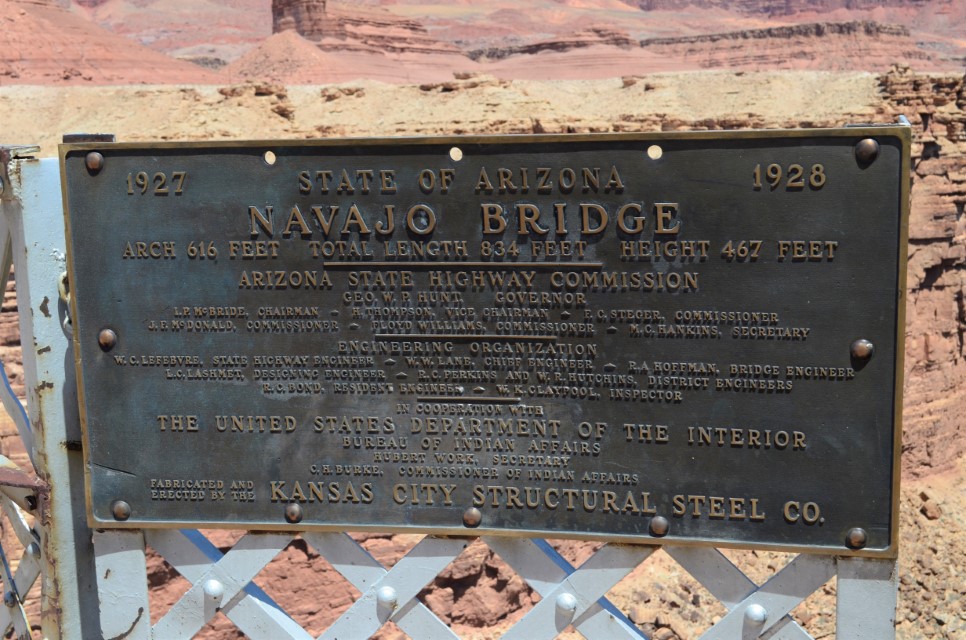 1927 STATE OF ARIZONA 1928
NAVAJO BRIDGE
ARCH 616 FEET TOTAL LENGTH 834 FEET HEIGHT 467 FEET
ARIZONA STATE HIGHWAY COMMISSION
GEO. W. P. HUNT, GOVERNOR
I.P. McBRIDE, CHAIRMAN - H. THOMPSON, VICE CHAIRMAN - E. C. STEGER, COMMISSIONER
J. F. McDONALD, COMMISSIONER - FLOYD WILLIAMS, COMMISSIONER - M. C. HANKINS, SECRETARY
ENGINEERING ORGANIZATION
W. C. LEFEBVRE, STATE HIGHWAY ENGINEER - W. W. LANE, CHIEF ENGINEER - R. A. HOFFMAN, BRIDGE ENGINEER
L. C. LASHMET, DESIGNING ENGINEER - R. C. PERKINS AND W. R. HUTCHINS, DISTRICT ENGINEERS
R. C. BOND, RESIDENT ENGINEER - W. K. CLAYPOOL, INSPECTOR
IN COOPERATION WITH
THE UNITED STATES DEPARTMENT OF THE INTERIOR
BUREAU OF INDIAN AFFAIRS
HUBERT WORK, SECRETARY
C. H. BURKE, COMMISSIONER OF INDIAN AFFAIRS
FABRICATED AND
ERECTED BY THE KANSAS CITY STRUCTURAL STEEL CO.